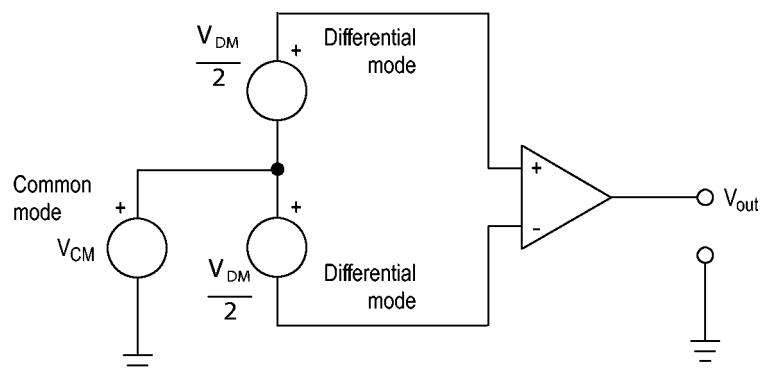 V_DM
2
+
Differential
mode
Common
mode
+
V_CM
+
V_DM
2
Differential
mode
+
-
V_out